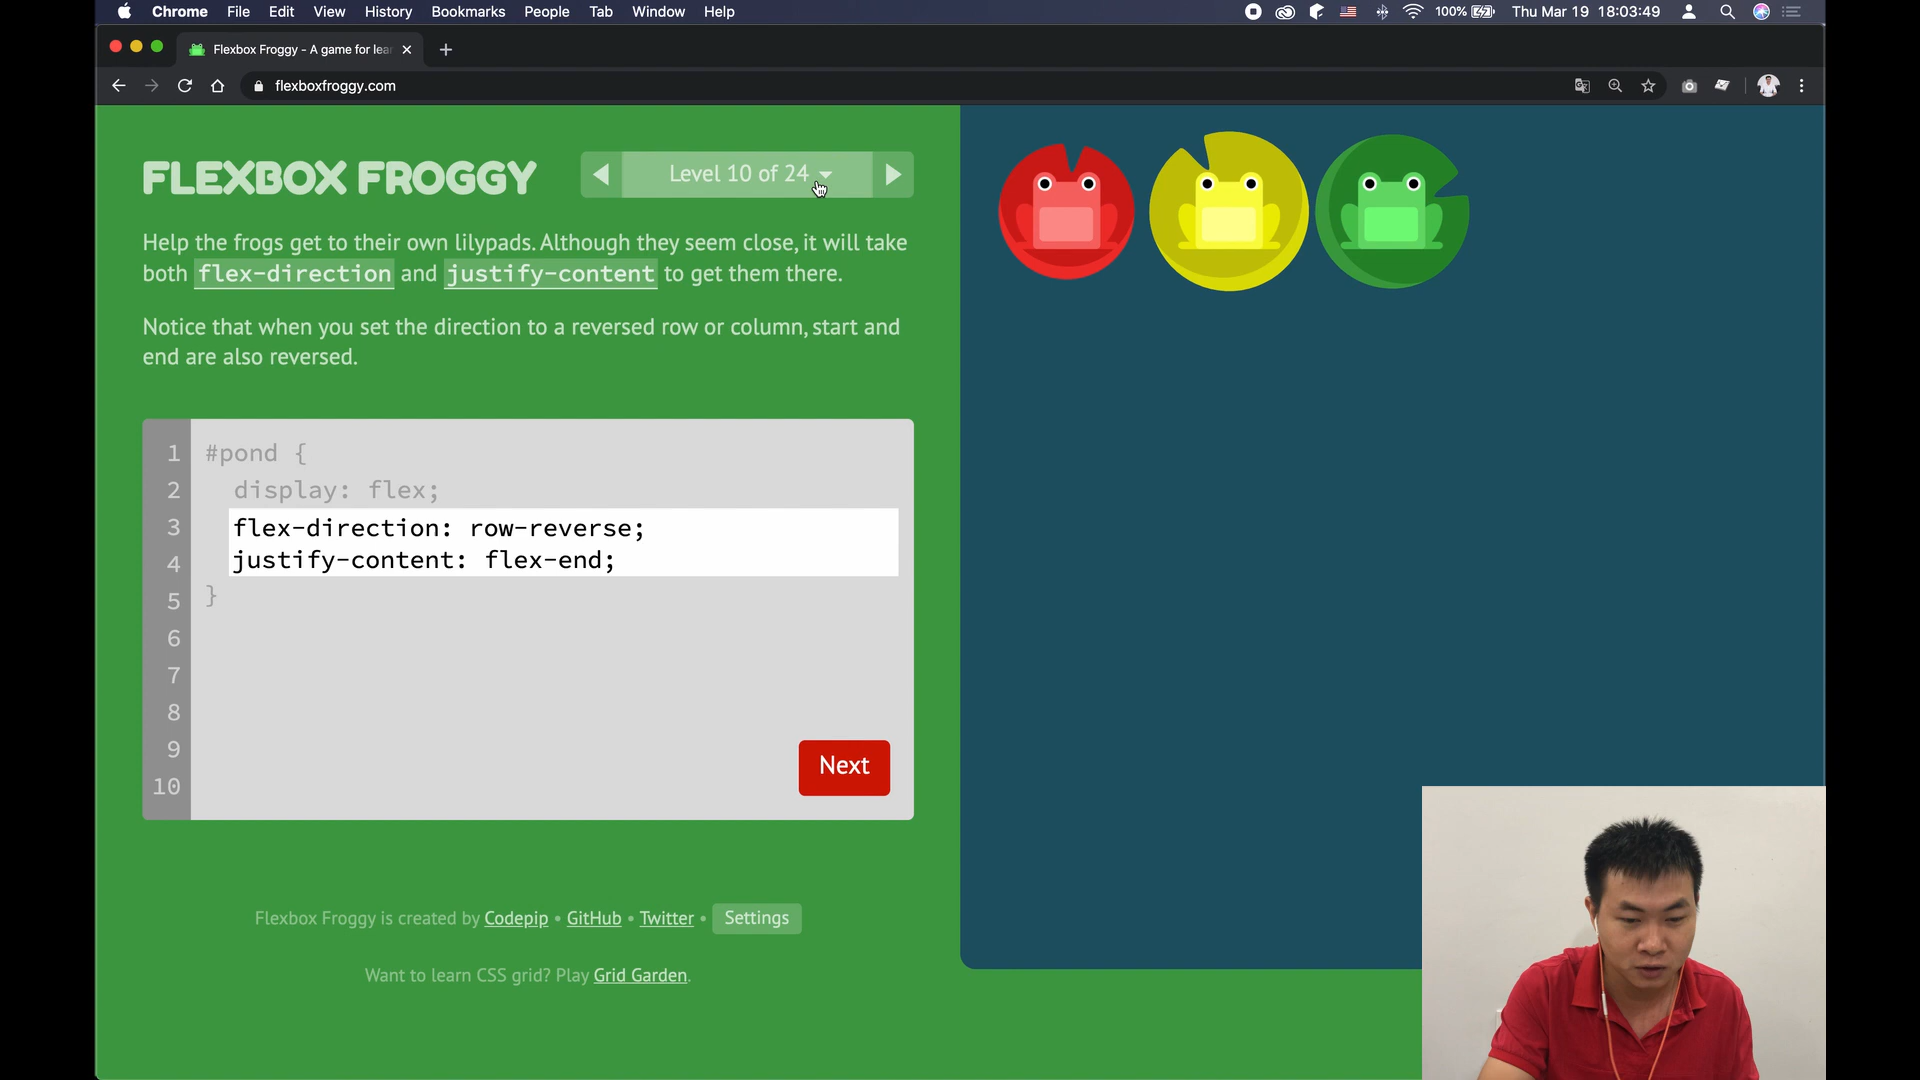 Chrome File Edit View History Bookmarks People Tab Window Help 100% Thu Mar 19 18:03:49
Flexbox Froggy - A game for lea
flexboxfroggy.com
FLEXBOX FROGGY
Level 10 of 24
Help the frogs get to their own lilypads. Although they seem close, it will take
both flex-direction and justify-content to get them there.
Notice that when you set the direction to a reversed row or column, start and
end are also reversed.
1 #pond {
2 display: flex;
3 flex-direction: row-reverse;
4 justify-content: flex-end;
5 }
6
7
8
9
10
Next
Flexbox Froggy is created by Codepip • GitHub • Twitter • Settings
Want to learn CSS grid? Play Grid Garden.